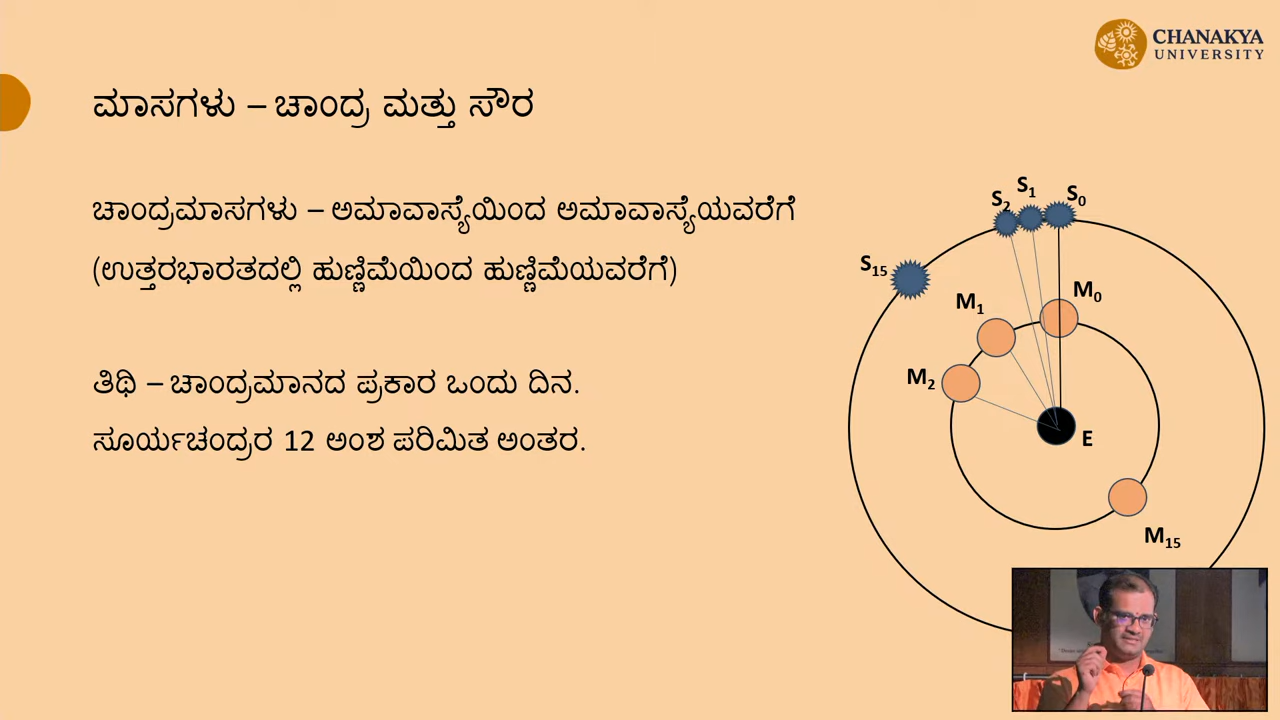 CHANAKYA
UNIVERSITY
ಮಾಸಗಳು – ಚಾಂದ್ರ ಮತ್ತು ಸೌರ
ಚಾಂದ್ರಮಾಸಗಳು – ಅಮಾವಾಸ್ಯೆಯಿಂದ ಅಮಾವಾಸ್ಯೆಯವರೆಗೆ
(ಉತ್ತರಭಾರತದಲ್ಲಿ ಹುಣ್ಣಿಮೆಯಿಂದ ಹುಣ್ಣಿಮೆಯವರೆಗೆ)
ತಿಥಿ – ಚಾಂದ್ರಮಾನದ ಪ್ರಕಾರ ಒಂದು ದಿನ.
ಸೂರ್ಯಚಂದ್ರರ 12 ಅಂಶ ಪರಿಮಿತ ಅಂತರ.
S₂ S₁ S₀
S₁₅
M₁ M₀
M₂
E
M₁₅